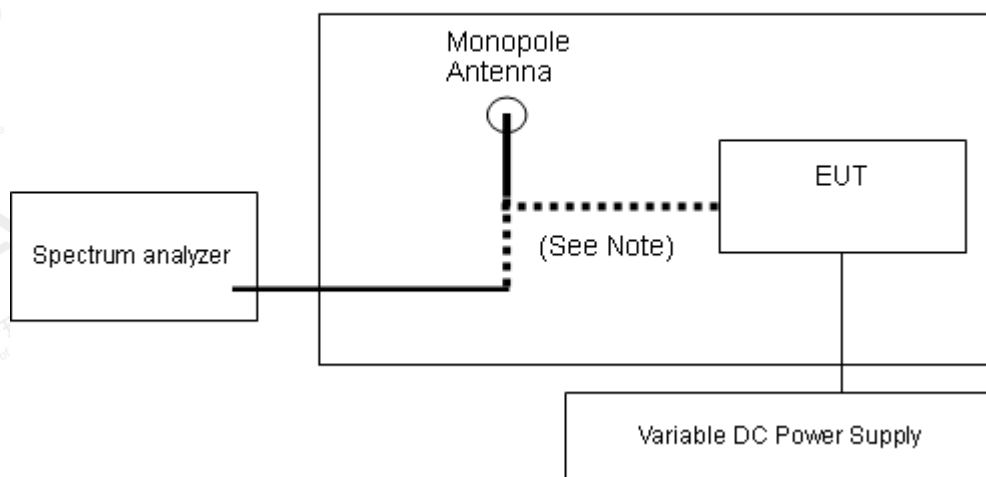 Monopole
Antenna
EUT
Spectrum analyzer
(See Note)
Variable DC Power Supply